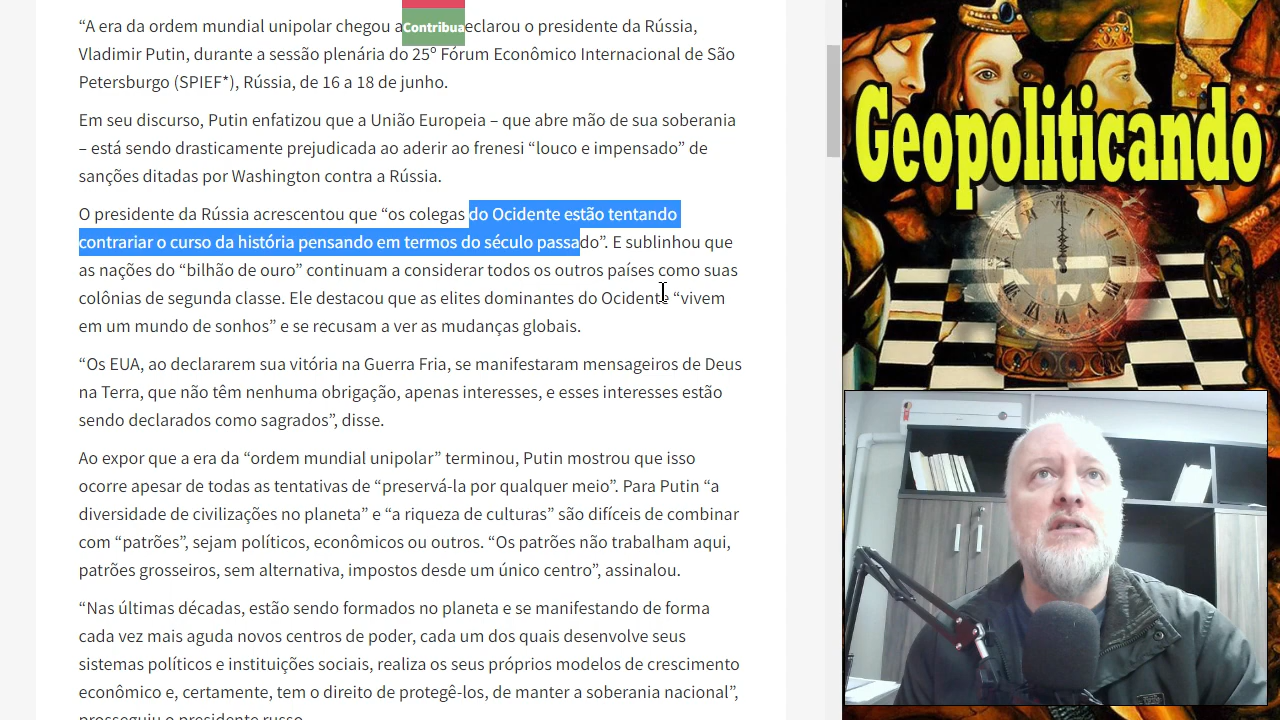 “A era da ordem mundial unipolar chegou a
Contribua
eclarou o presidente da Rússia,
Vladimir Putin, durante a sessão plenária do 25º Fórum Econômico Internacional de São
Petersburgo (SPIEF*), Rússia, de 16 a 18 de junho.
Em seu discurso, Putin enfatizou que a União Europeia – que abre mão de sua soberania
– está sendo drasticamente prejudicada ao aderir ao frenesi “louco e impensado” de
sanções ditadas por Washington contra a Rússia.
O presidente da Rússia acrescentou que “os colegas do Ocidente estão tentando
contrariar o curso da história pensando em termos do século passado”. E sublinhou que
as nações do “bilhão de ouro” continuam a considerar todos os outros países como suas
colônias de segunda classe. Ele destacou que as elites dominantes do Ocidente “vivem
em um mundo de sonhos” e se recusam a ver as mudanças globais.
“Os EUA, ao declararem sua vitória na Guerra Fria, se manifestaram mensageiros de Deus
na Terra, que não têm nenhuma obrigação, apenas interesses, e esses interesses estão
sendo declarados como sagrados”, disse.
Ao expor que a era da “ordem mundial unipolar” terminou, Putin mostrou que isso
ocorre apesar de todas as tentativas de “preservá-la por qualquer meio”. Para Putin “a
diversidade de civilizações no planeta” e “a riqueza de culturas” são difíceis de combinar
com “patrões”, sejam políticos, econômicos ou outros. “Os patrões não trabalham aqui,
patrões grosseiros, sem alternativa, impostos desde um único centro”, assinalou.
“Nas últimas décadas, estão sendo formados no planeta e se manifestando de forma
cada vez mais aguda novos centros de poder, cada um dos quais desenvolve seus
sistemas políticos e instituições sociais, realiza os seus próprios modelos de crescimento
econômico e, certamente, tem o direito de protegê-los, de manter a soberania nacional”,
prosseguiu o presidente russo
Geopoliticando